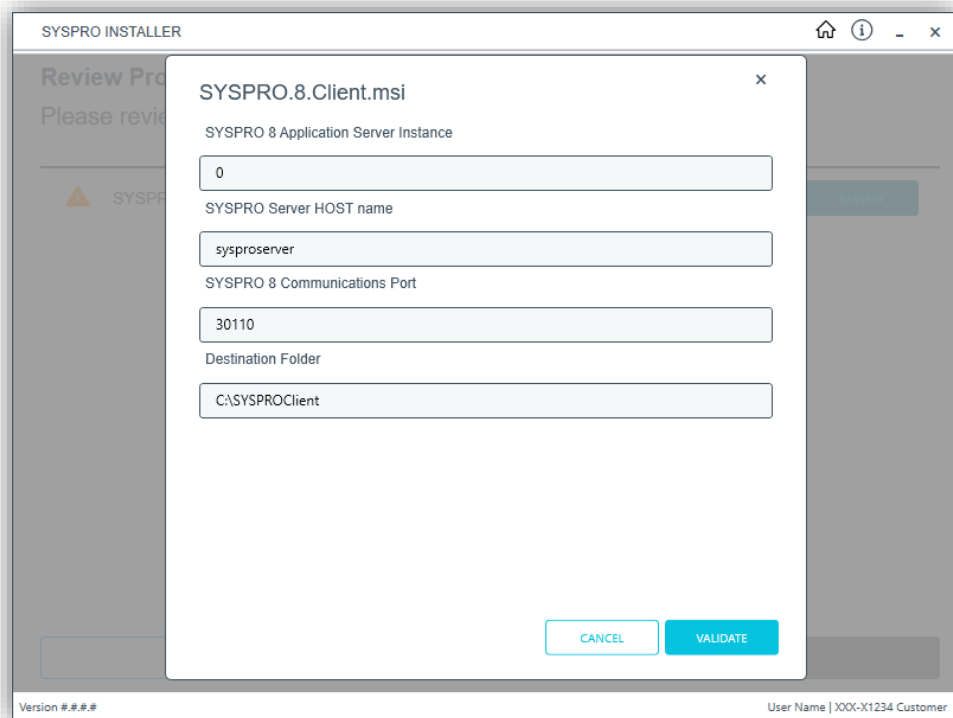 SYSPRO INSTALLER
Review Pro
Please revie
SYSPRO.8.Client.msi
SYSPRO 8 Application Server Instance
0
SYSPR
REVIEW
SYSPRO Server HOST name
sysproserver
SYSPRO 8 Communications Port
30110
Destination Folder
C:\SYSPROClient
CANCEL
VALIDATE
Version #.#.#.#
User Name | XXX-X1234 Customer